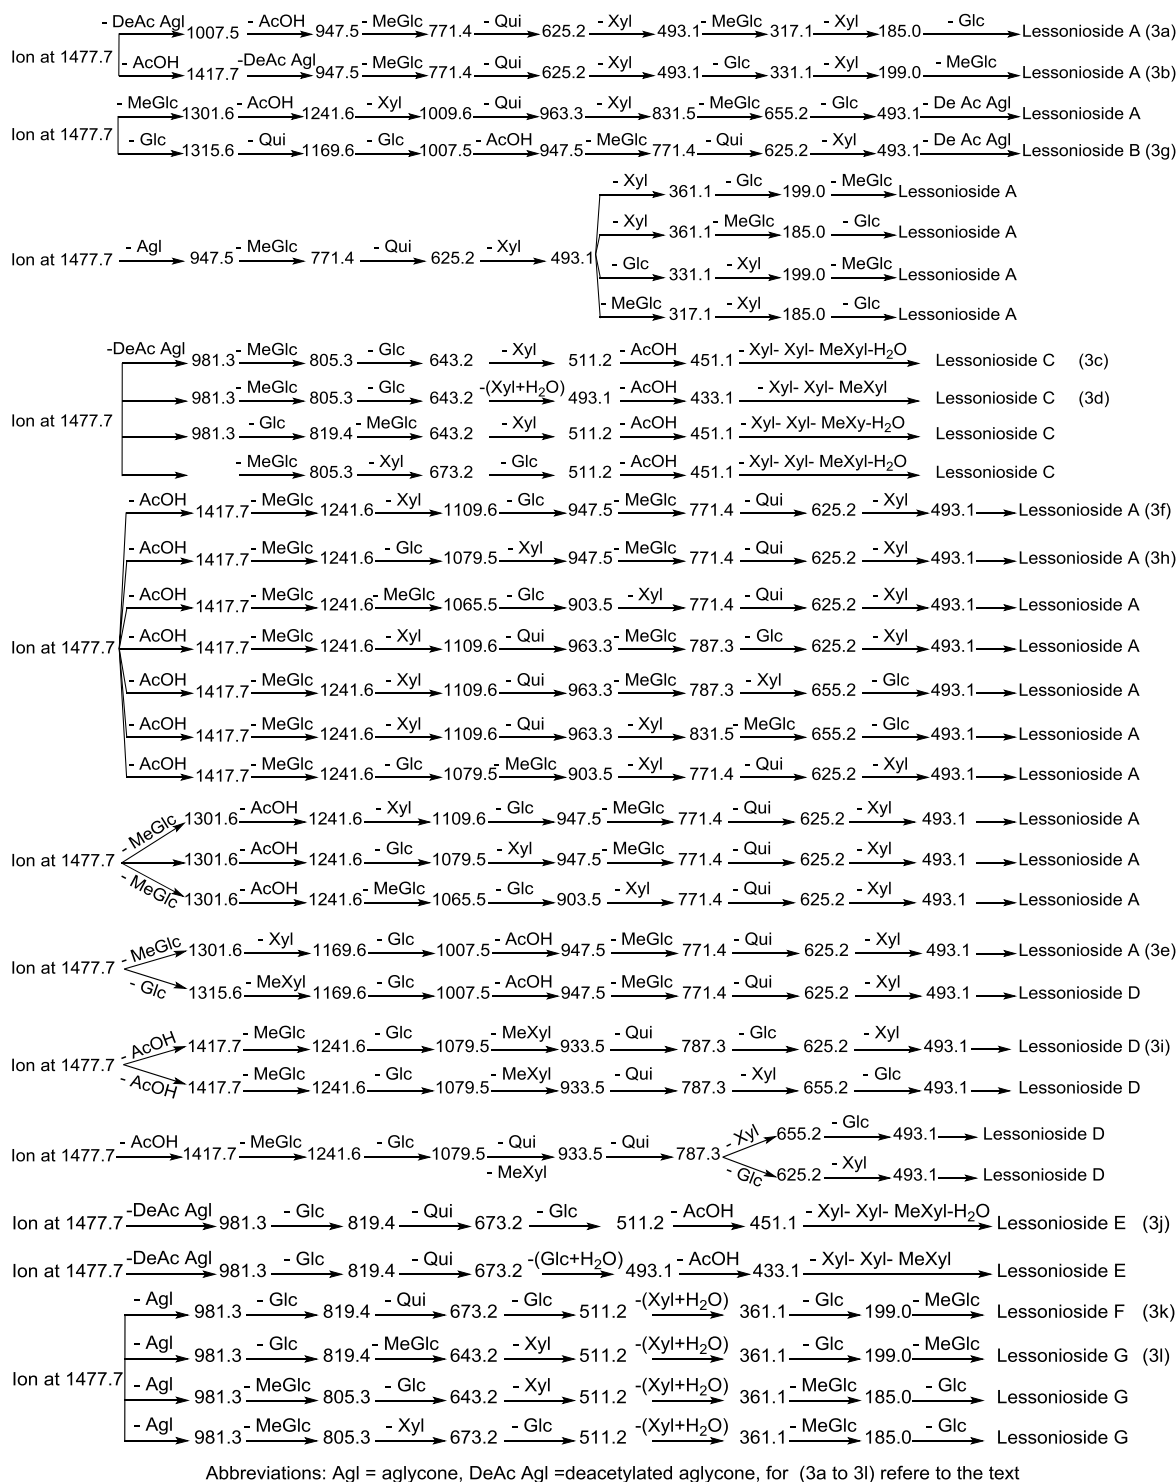 - DeAc Agl 1007.5 - AcOH 947.5 - MeGlc 771.4 - Qui 625.2 - Xyl 493.1 - MeGlc 317.1 - Xyl 185.0 - Glc Lessonioside A (3a)
Ion at 1477.7
- AcOH 1417.7 -DeAc Agl 947.5 - MeGlc 771.4 - Qui 625.2 - Xyl 493.1 - Glc 331.1 - Xyl 199.0 - MeGlc Lessonioside A (3b)
- MeGlc 1301.6 - AcOH 1241.6 - Xyl 1009.6 - Qui 963.3 - Xyl 831.5 - MeGlc 655.2 - Glc 493.1 - De Ac Agl Lessonioside A
Ion at 1477.7
- Glc 1315.6 - Qui 1169.6 - Glc 1007.5 - AcOH 947.5 - MeGlc 771.4 - Qui 625.2 - Xyl 493.1 - De Ac Agl Lessonioside B (3g)
- Xyl 361.1 - Glc 199.0 - MeGlc Lessonioside A
- Xyl 361.1 - MeGlc 185.0 - Glc Lessonioside A
Ion at 1477.7 - Agl 947.5 - MeGlc 771.4 - Qui 625.2 - Xyl 493.1
- Glc 331.1 - Xyl 199.0 - MeGlc Lessonioside A
- MeGlc 317.1 - Xyl 185.0 - Glc Lessonioside A
-DeAc Agl 981.3 - MeGlc 805.3 - Glc 643.2 - Xyl 511.2 - AcOH 451.1 - Xyl- Xyl- MeXyl-H2O Lessonioside C (3c)
981.3 - MeGlc 805.3 - Glc 643.2 -(Xyl+H2O) 493.1 - AcOH 433.1 - Xyl- Xyl- MeXyl Lessonioside C (3d)
Ion at 1477.7
981.3 - Glc 819.4 - MeGlc 643.2 - Xyl 511.2 - AcOH 451.1 - Xyl- Xyl- MeXy-H2O Lessonioside C
- MeGlc 805.3 - Xyl 673.2 - Glc 511.2 - AcOH 451.1 - Xyl- Xyl- MeXyl-H2O Lessonioside C
- AcOH 1417.7 - MeGlc 1241.6 - Xyl 1109.6 - Glc 947.5 - MeGlc 771.4 - Qui 625.2 - Xyl 493.1 Lessonioside A (3f)
- AcOH 1417.7 - MeGlc 1241.6 - Glc 1079.5 - Xyl 947.5 - MeGlc 771.4 - Qui 625.2 - Xyl 493.1 Lessonioside A (3h)
- AcOH 1417.7 - MeGlc 1241.6 - MeGlc 1065.5 - Glc 903.5 - Xyl 771.4 - Qui 625.2 - Xyl 493.1 Lessonioside A
Ion at 1477.7 - AcOH 1417.7 - MeGlc 1241.6 - Xyl 1109.6 - Qui 963.3 - MeGlc 787.3 - Glc 625.2 - Xyl 493.1 Lessonioside A
- AcOH 1417.7 - MeGlc 1241.6 - Xyl 1109.6 - Qui 963.3 - MeGlc 787.3 - Xyl 655.2 - Glc 493.1 Lessonioside A
- AcOH 1417.7 - MeGlc 1241.6 - Xyl 1109.6 - Qui 963.3 - Xyl 831.5 - MeGlc 655.2 - Glc 493.1 Lessonioside A
- AcOH 1417.7 - MeGlc 1241.6 - Glc 1079.5 - MeGlc 903.5 - Xyl 771.4 - Qui 625.2 - Xyl 493.1 Lessonioside A
- MeGlc 1301.6 - AcOH 1241.6 - Xyl 1109.6 - Glc 947.5 - MeGlc 771.4 - Qui 625.2 - Xyl 493.1 Lessonioside A
Ion at 1477.7 1301.6 - AcOH 1241.6 - Glc 1079.5 - Xyl 947.5 - MeGlc 771.4 - Qui 625.2 - Xyl 493.1 Lessonioside A
- MeGlc 1301.6 - AcOH 1241.6 - MeGlc 1065.5 - Glc 903.5 - Xyl 771.4 - Qui 625.2 - Xyl 493.1 Lessonioside A
- MeGlc 1301.6 - Xyl 1169.6 - Glc 1007.5 - AcOH 947.5 - MeGlc 771.4 - Qui 625.2 - Xyl 493.1 Lessonioside A (3e)
Ion at 1477.7
- Glc 1315.6 - MeXyl 1169.6 - Glc 1007.5 - AcOH 947.5 - MeGlc 771.4 - Qui 625.2 - Xyl 493.1 Lessonioside D
- AcOH 1417.7 - MeGlc 1241.6 - Glc 1079.5 - MeXyl 933.5 - Qui 787.3 - Glc 625.2 - Xyl 493.1 Lessonioside D (3i)
Ion at 1477.7
- AcOH 1417.7 - MeGlc 1241.6 - Glc 1079.5 - MeXyl 933.5 - Qui 787.3 - Xyl 655.2 - Glc 493.1 Lessonioside D
- Xyl 655.2 - Glc 493.1 Lessonioside D
Ion at 1477.7 - AcOH 1417.7 - MeGlc 1241.6 - Glc 1079.5 - Qui - MeXyl 933.5 - Qui 787.3
- Glc 625.2 - Xyl 493.1 Lessonioside D
Ion at 1477.7 -DeAc Agl 981.3 - Glc 819.4 - Qui 673.2 - Glc 511.2 - AcOH 451.1 - Xyl- Xyl- MeXyl-H2O Lessonioside E (3j)
Ion at 1477.7 -DeAc Agl 981.3 - Glc 819.4 - Qui 673.2 -(Glc+H2O) 493.1 - AcOH 433.1 - Xyl- Xyl- MeXyl Lessonioside E
- Agl 981.3 - Glc 819.4 - Qui 673.2 - Glc 511.2 -(Xyl+H2O) 361.1 - Glc 199.0 - MeGlc Lessonioside F (3k)
- Agl 981.3 - Glc 819.4 - MeGlc 643.2 - Xyl 511.2 -(Xyl+H2O) 361.1 - Glc 199.0 - MeGlc Lessonioside G (3l)
Ion at 1477.7
- Agl 981.3 - MeGlc 805.3 - Glc 643.2 - Xyl 511.2 -(Xyl+H2O) 361.1 - MeGlc 185.0 - Glc Lessonioside G
- Agl 981.3 - MeGlc 805.3 - Xyl 673.2 - Glc 511.2 -(Xyl+H2O) 361.1 - MeGlc 185.0 - Glc Lessonioside G
Abbreviations: Agl = aglycone, DeAc Agl =deacetylated aglycone, for (3a to 3l) refere to the text